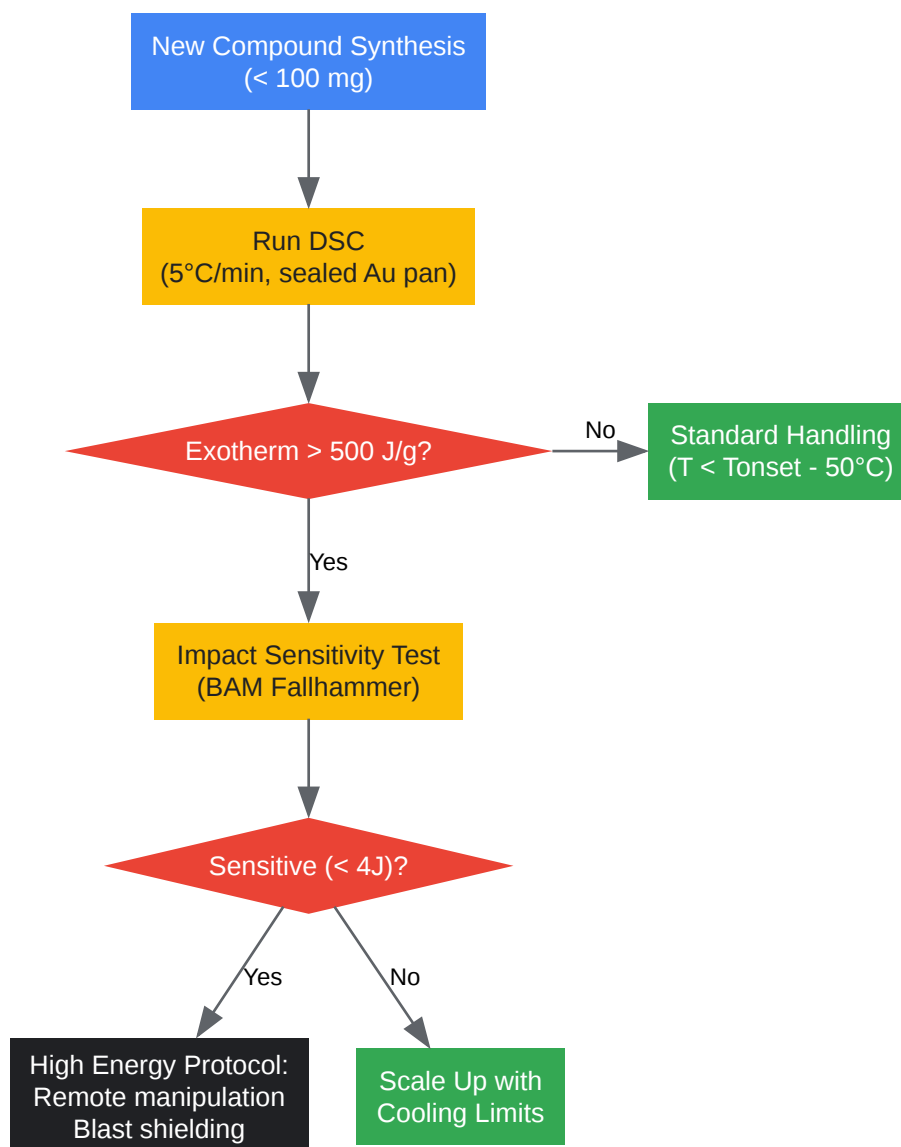 New Compound Synthesis
(< 100 mg)
Run DSC
(5°C/min, sealed Au pan)
Exotherm > 500 J/g?
No
Standard Handling
(T < Tonset - 50°C)
Yes
Impact Sensitivity Test
(BAM Fallhammer)
Sensitive (< 4J)?
Yes
No
High Energy Protocol:
Remote manipulation
Blast shielding
Scale Up with
Cooling Limits